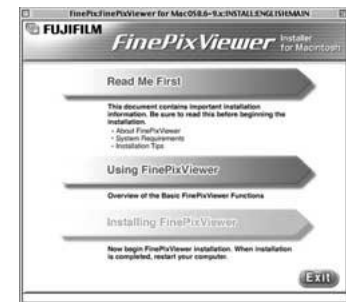 FinePix:FinePixViewer for MacOS8.6-9.x:INSTALL:ENGLISH:MAIN
FUJIFILM
FinePixViewer Installer
for Macintosh
Read Me First
This document contains important installation
information. Be sure to read this before beginning the
installation.
- About FinePixViewer
- System Requirements
- Installation Tips
Using FinePixViewer
Overview of the Basic FinePixViewer Functions
Installing FinePixViewer
Now begin FinePixViewer installation. When installation
is completed, restart your computer.
Exit